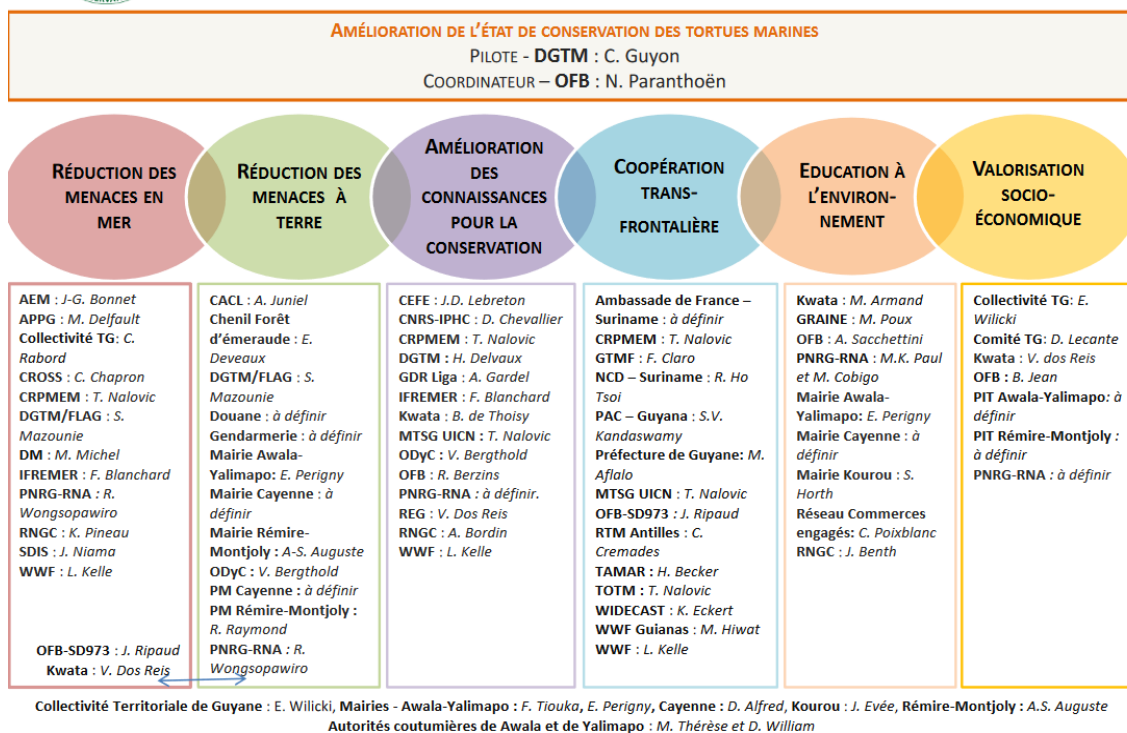 AMÉLIORATION DE L'ÉTAT DE CONSERVATION DES TORTUES MARINES
PILOTE - DGTM : C. Guyon
COORDINATEUR – OFB : N. Paranthoën
RÉDUCTION DES
MENACES EN
MER
RÉDUCTION DES
MENACES À
TERRE
AMÉLIORATION
DES
CONNAISSANCES
POUR LA
CONSERVATION
COOPÉRATION
TRANS-
FRONTALIÈRE
EDUCATION À
L'ENVIRON-
NEMENT
VALORISATION
SOCIO-
ÉCONOMIQUE
AEM : J-G. Bonnet
APPG : M. Delfault
Collectivité TG: C.
Rabord
CROSS : C. Chapron
CRPMEM : T. Nalovic
DGTM/FLAG : S.
Mazounie
DM : M. Michel
IFREMER : F. Blanchard
PNRG-RNA : R.
Wongsopawiro
RNGC : K. Pineau
SDIS : J. Niama
WWF : L. Kelle
OFB-SD973 : J. Ripaud
Kwata : V. Dos Reis
CACL : A. Juniel
Chenil Forêt
d'émeraude : E.
Deveaux
DGTM/FLAG : S.
Mazounie
Douane : à définir
Gendarmerie : à définir
Mairie Awala-
Yalimapo: E. Perigny
Mairie Cayenne : à
définir
Mairie Rémire-
Montjoly : A-S. Auguste
ODyC : V. Bergthold
PM Cayenne : à définir
PM Rémire-Montjoly :
R. Raymond
PNRG-RNA : R.
Wongsopawiro
CEFE : J.D. Lebreton
CNRS-IPHC : D. Chevallier
CRPMEM : T. Nalovic
DGTM : H. Delvaux
GDR Liga : A. Gardel
IFREMER : F. Blanchard
Kwata : B. de Thoisy
MTSG UICN : T. Nalovic
ODyC : V. Bergthold
OFB : R. Berzins
PNRG-RNA : à définir.
REG : V. Dos Reis
RNGC : A. Bordin
WWF : L. Kelle
Ambassade de France –
Suriname : à définir
CRPMEM : T. Nalovic
GTMF : F. Claro
NCD – Suriname : R. Ho
Tsoi
PAC – Guyana : S.V.
Kandaswamy
Préfecture de Guyane: M.
Aflalo
MTSG UICN : T. Nalovic
OFB-SD973 : J. Ripaud
RTM Antilles : C.
Cremades
TAMAR : H. Becker
TOTM : T. Nalovic
WIDECAST : K. Eckert
WWF Guianas : M. Hiwat
WWF : L. Kelle
Kwata : M. Armand
GRAINE : M. Poux
OFB : A. Sacchettini
PNRG-RNA : M.K. Paul
et M. Cobigo
Mairie Awala-
Yalimapo: E. Perigny
Mairie Cayenne : à
définir
Mairie Kourou : S.
Horth
Réseau Commerces
engagés: C. Poixblanc
RNGC : J. Benth
Collectivité TG: E.
Wilicki
Comité TG: D. Lecante
Kwata : V. dos Reis
OFB : B. Jean
PIT Awala-Yalimapo: à
définir
PIT Rémire-Montjoly :
à définir
PNRG-RNA : à définir
Collectivité Territoriale de Guyane : E. Wilicki, Mairies - Awala-Yalimapo : F. Tiouka, E. Perigny, Cayenne : D. Alfred, Kourou : J. Evée, Rémire-Montjoly : A.S. Auguste
Autorités coutumières de Awala et de Yalimapo : M. Thérèse et D. William